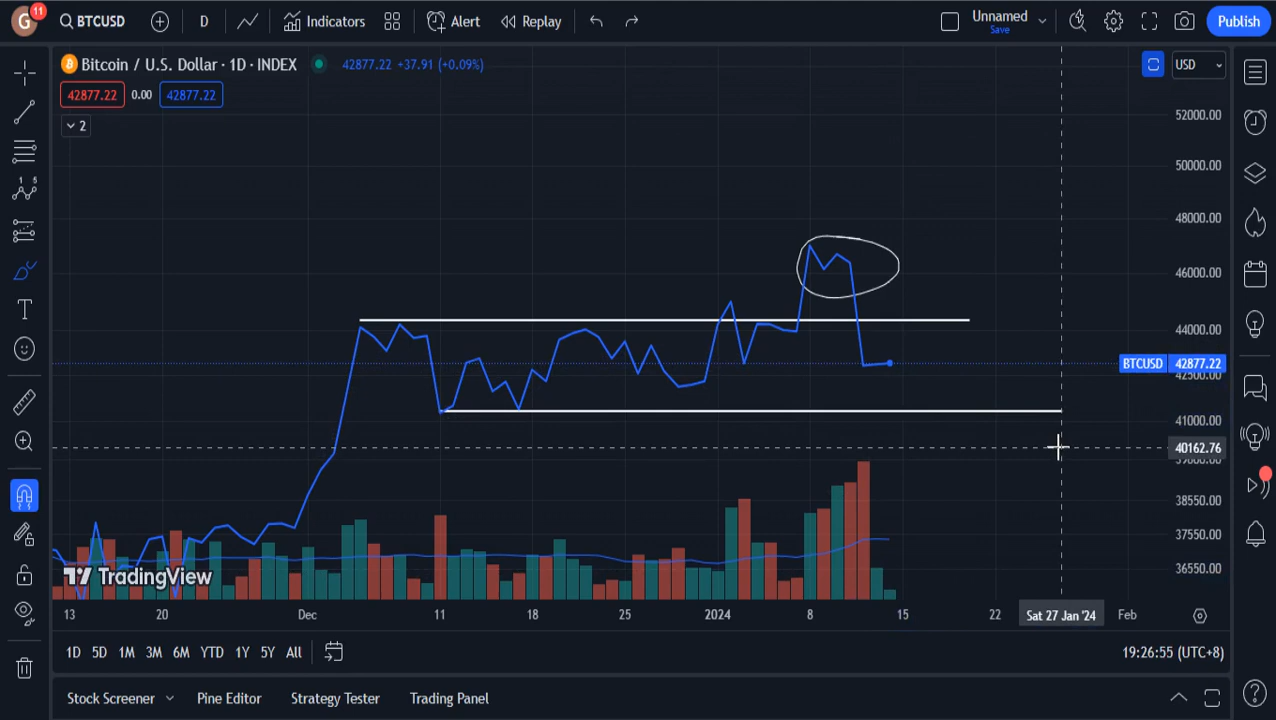 G 11 BTCUSD D Indicators Alert Replay Unnamed Save Publish
Bitcoin / U.S. Dollar · 1D · INDEX 42877.22 +37.91 (+0.09%) USD
42877.22 0.00 42877.22
2
52000.00
50000.00
48000.00
46000.00
44000.00
BTCUSD 42877.22
42500.00
41000.00
40162.76
38550.00
37550.00
36550.00
TradingView
13 20 Dec 11 18 25 2024 8 15 22 Sat 27 Jan '24 Feb
1D 5D 1M 3M 6M YTD 1Y 5Y All 19:26:55 (UTC+8)
Stock Screener Pine Editor Strategy Tester Trading Panel